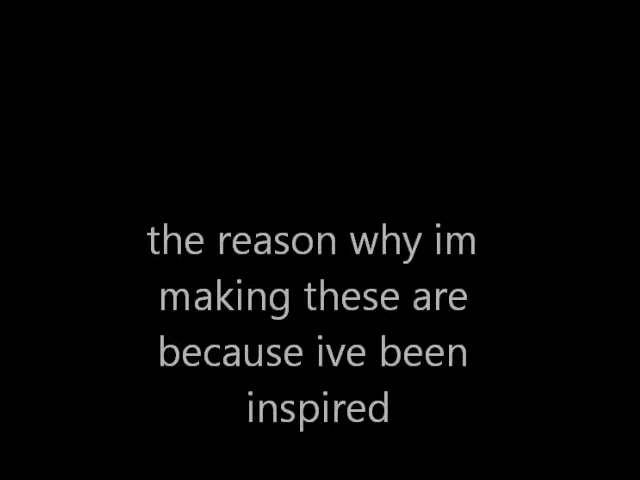 the reason why im
making these are
because ive been
inspired